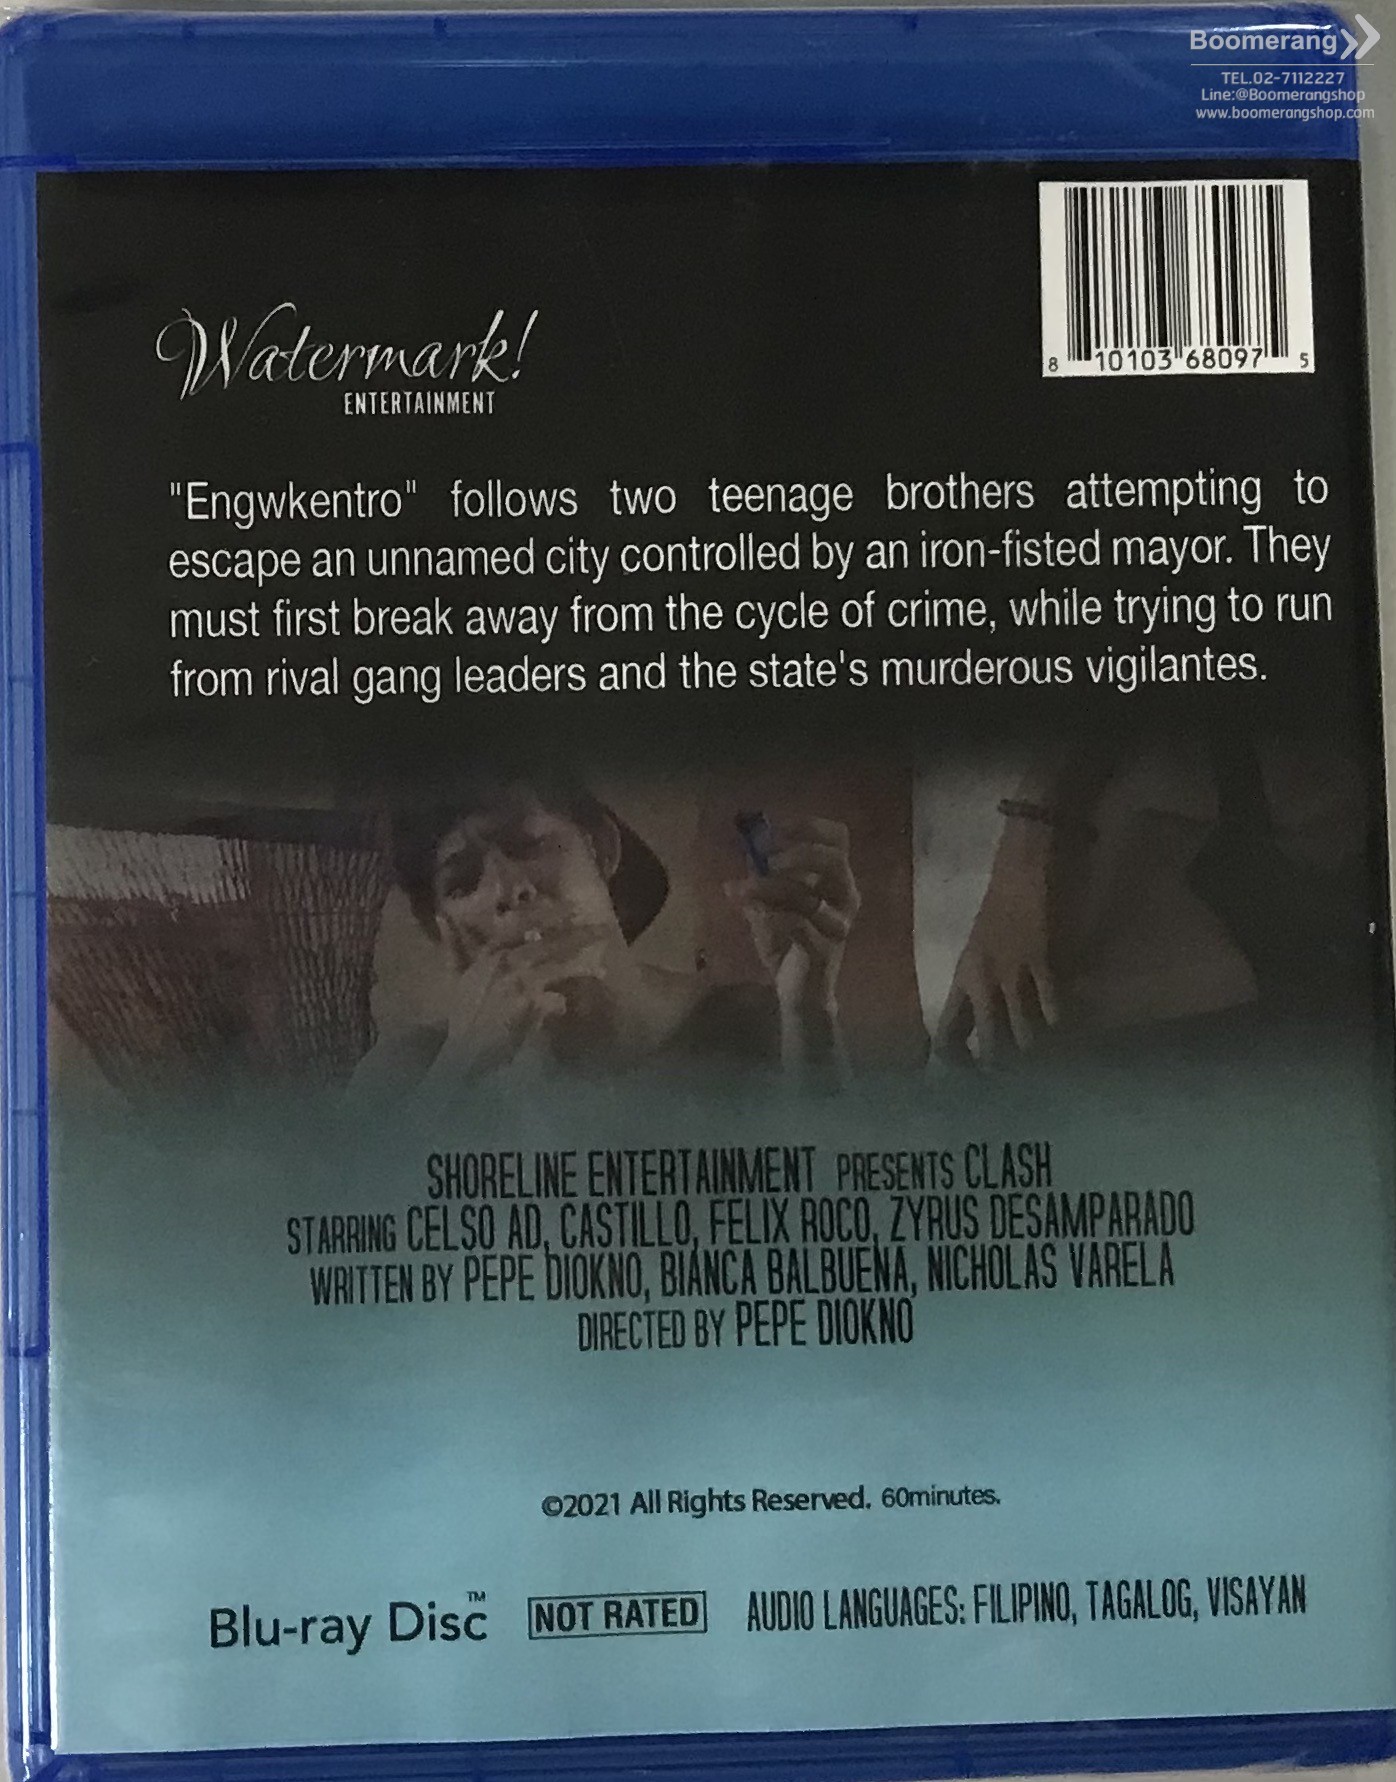 Boomerang
TEL.02-7112227
Line:@Boomerangshop
www.boomerangshop.com
8 10103 68097 5
Watermark!
ENTERTAINMENT
"Engwkentro" follows two teenage brothers attempting to
escape an unnamed city controlled by an iron-fisted mayor. They
must first break away from the cycle of crime, while trying to run
from rival gang leaders and the state's murderous vigilantes.
SHORELINE ENTERTAINMENT PRESENTS CLASH
STARRING CELSO AD, CASTILLO, FELIX ROCO, ZYRUS DESAMPARADO
WRITTEN BY PEPE DIOKNO, BIANCA BALBUENA, NICHOLAS VARELA
DIRECTED BY PEPE DIOKNO
©2021 All Rights Reserved. 60minutes.
Blu-ray Disc™ NOT RATED AUDIO LANGUAGES: FILIPINO, TAGALOG, VISAYAN